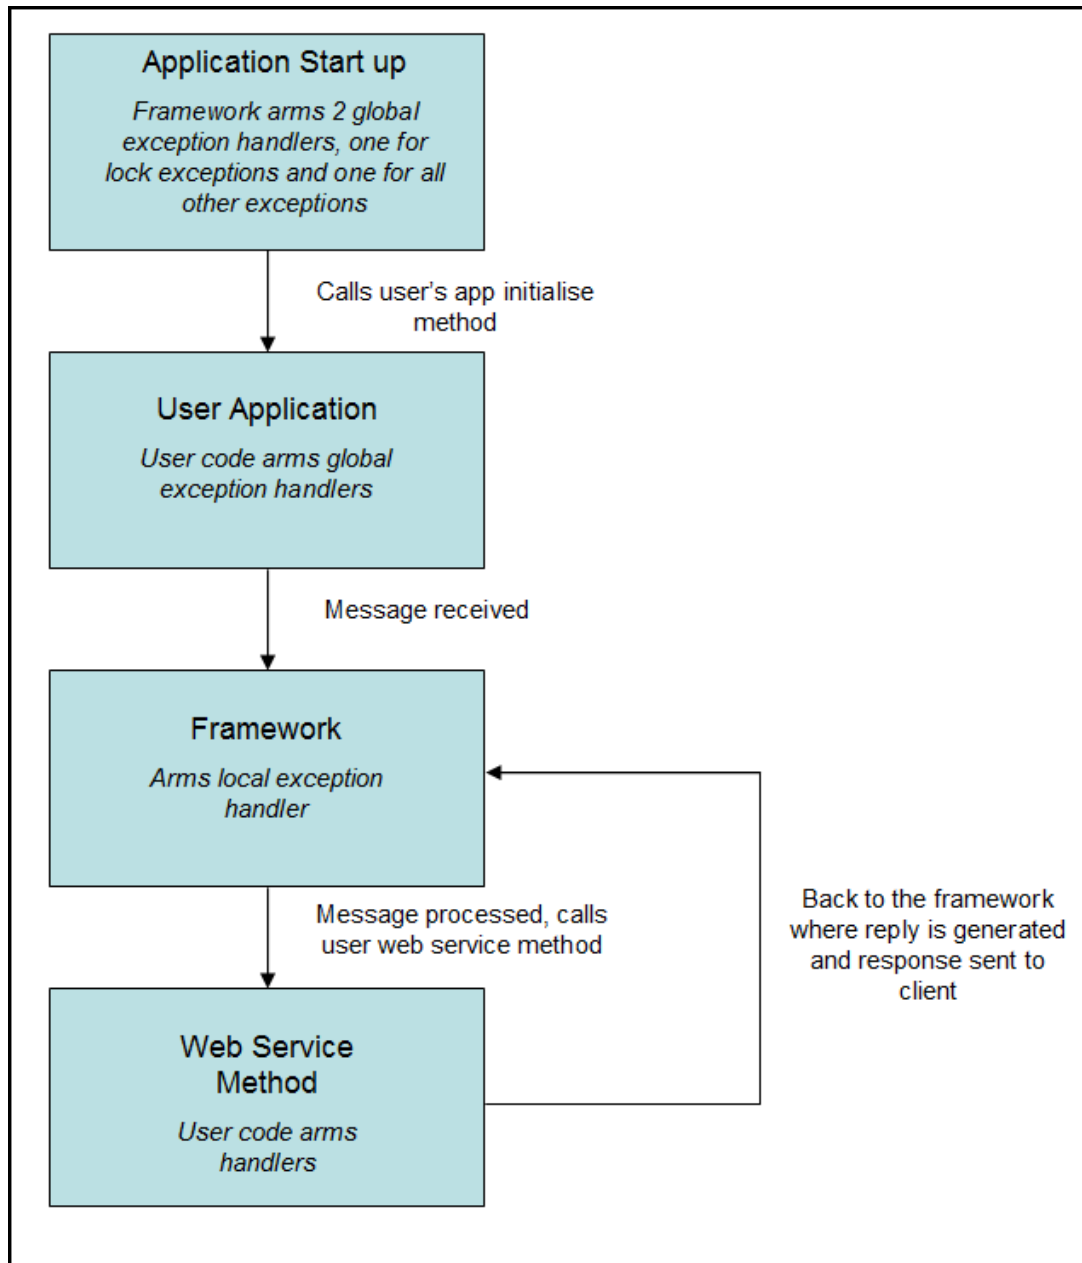 Application Start up
Framework arms 2 global
exception handlers, one for
lock exceptions and one for all
other exceptions
Calls user's app initialise
method
User Application
User code arms global
exception handlers
Message received
Framework
Arms local exception
handler
Message processed, calls
user web service method
Back to the framework
where reply is generated
and response sent to
client
Web Service
Method
User code arms
handlers